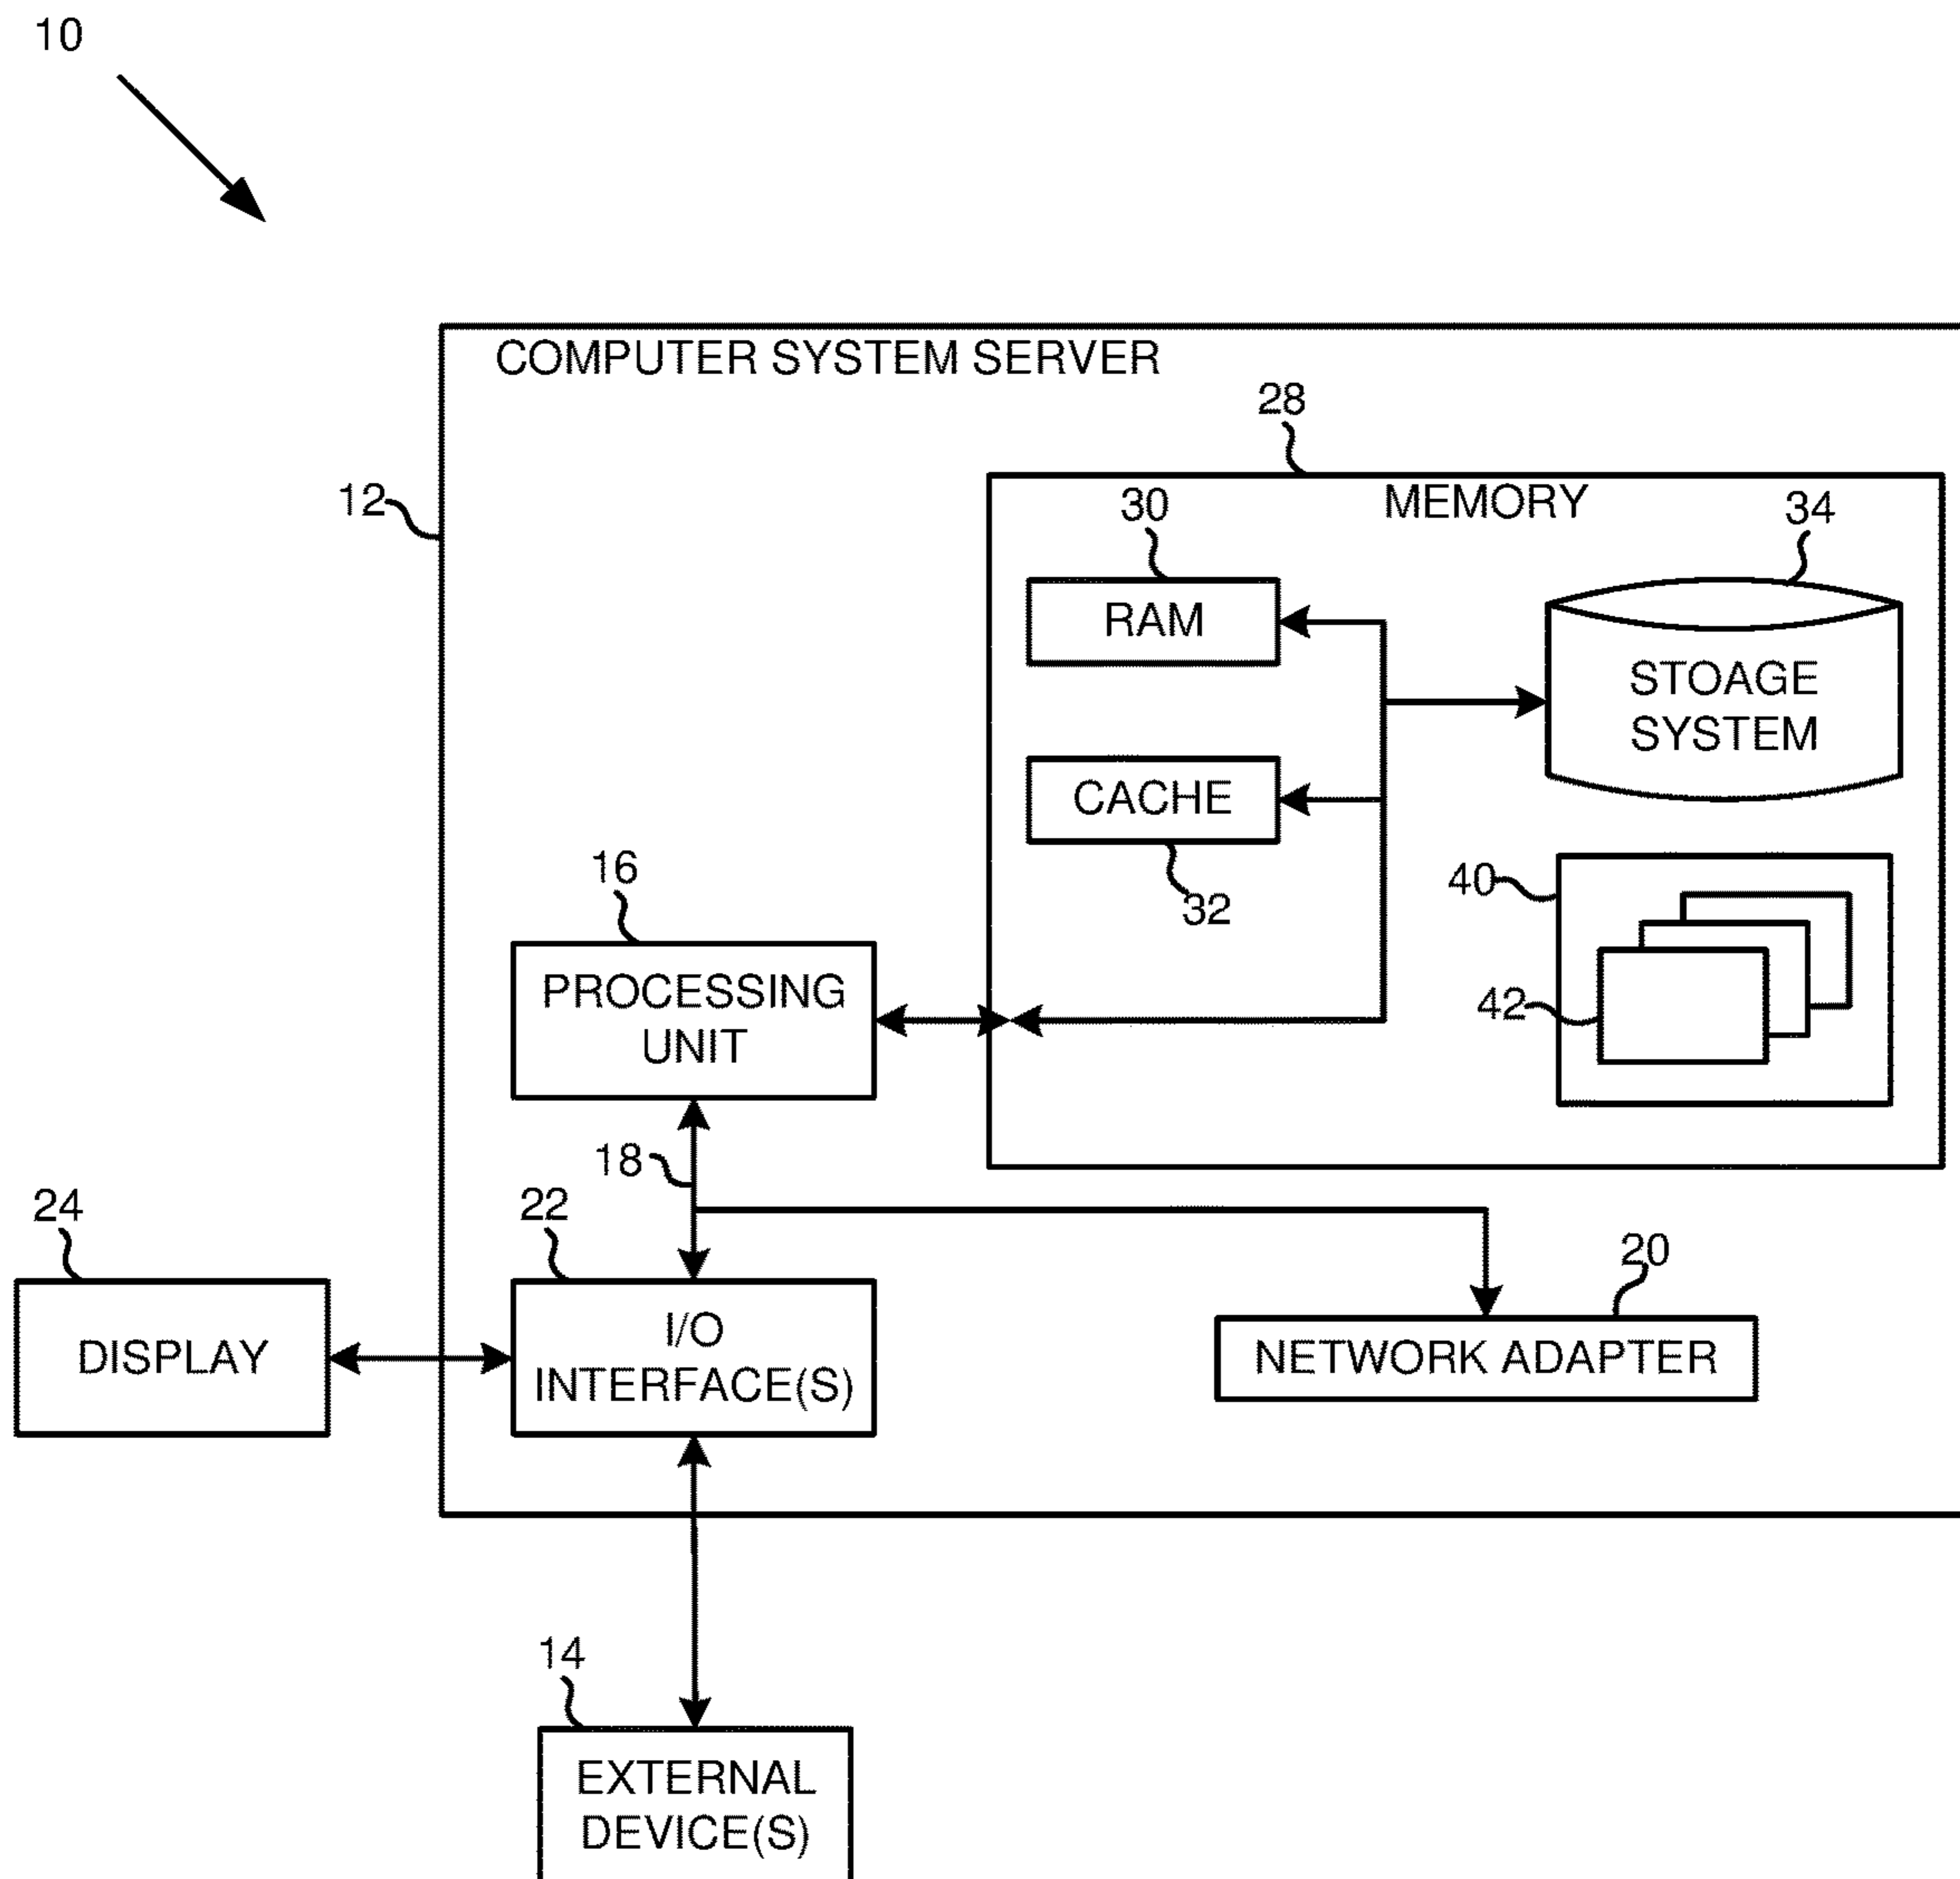 10
COMPUTER SYSTEM SERVER
28
12
MEMORY
30
34
RAM
STOAGE
SYSTEM
CACHE
16
40
32
PROCESSING
UNIT
42
18
24
22
20
DISPLAY
I/O
INTERFACE(S)
NETWORK ADAPTER
14
EXTERNAL
DEVICE(S)